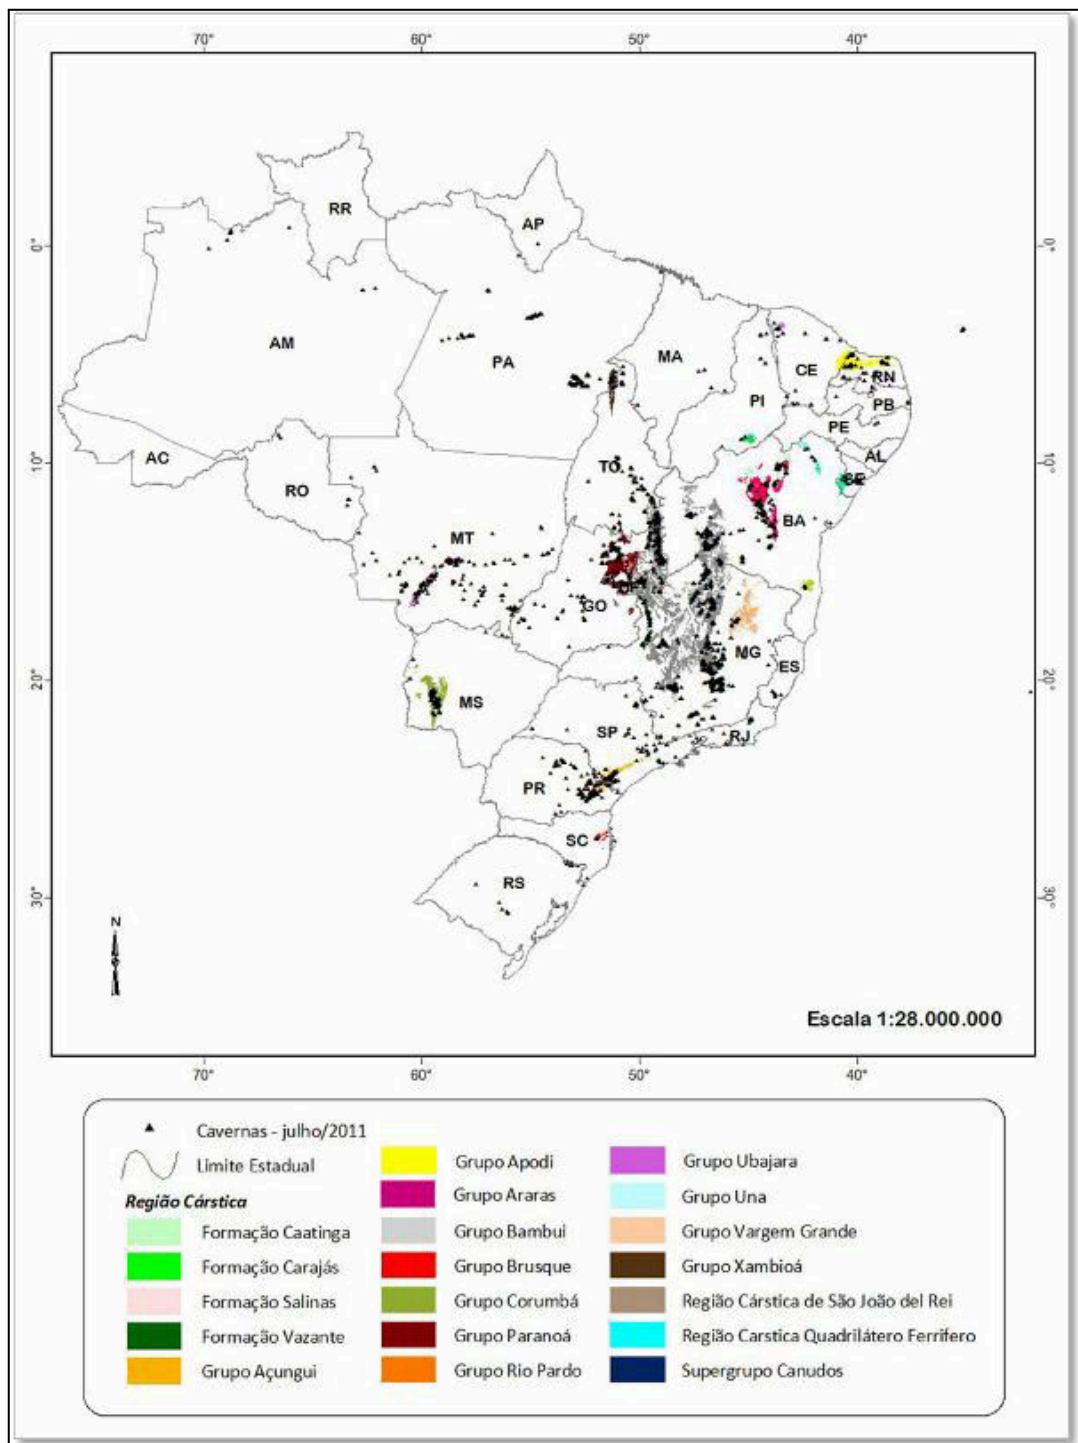 70° 60° 50° 40°
RR
AP
0° 0°
AM
PA
MA
CE
RN
PI
PB
PE
AC
TO
AL
10° 10°
RO
SE
BA
MT
DF
GO
MG
ES
20° 20°
MS
SP
RJ
PR
SC
RS
30° 30°
N
Escala 1:28.000.000
70° 60° 50° 40°
Cavernas - julho/2011
Limite Estadual
Região Cárstica
Formação Caatinga
Formação Carajás
Formação Salinas
Formação Vazante
Grupo Açungui
Grupo Apodi
Grupo Araras
Grupo Bambui
Grupo Brusque
Grupo Corumbá
Grupo Paranoá
Grupo Rio Pardo
Grupo Ubajara
Grupo Una
Grupo Vargem Grande
Grupo Xambioá
Região Cárstica de São João del Rei
Região Carstica Quadrilátero Ferrifero
Supergrupo Canudos